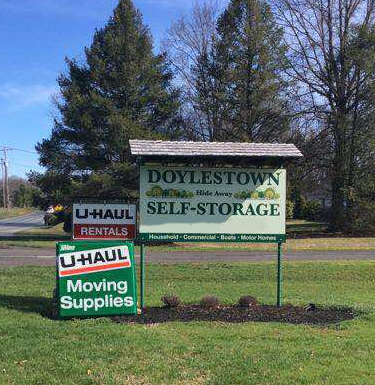 DOYLESTOWN
Hide Away
SELF-STORAGE
Household - Commercial - Boats - Motor Homes
U-HAUL
RENTALS
U-HAUL
Moving
Supplies